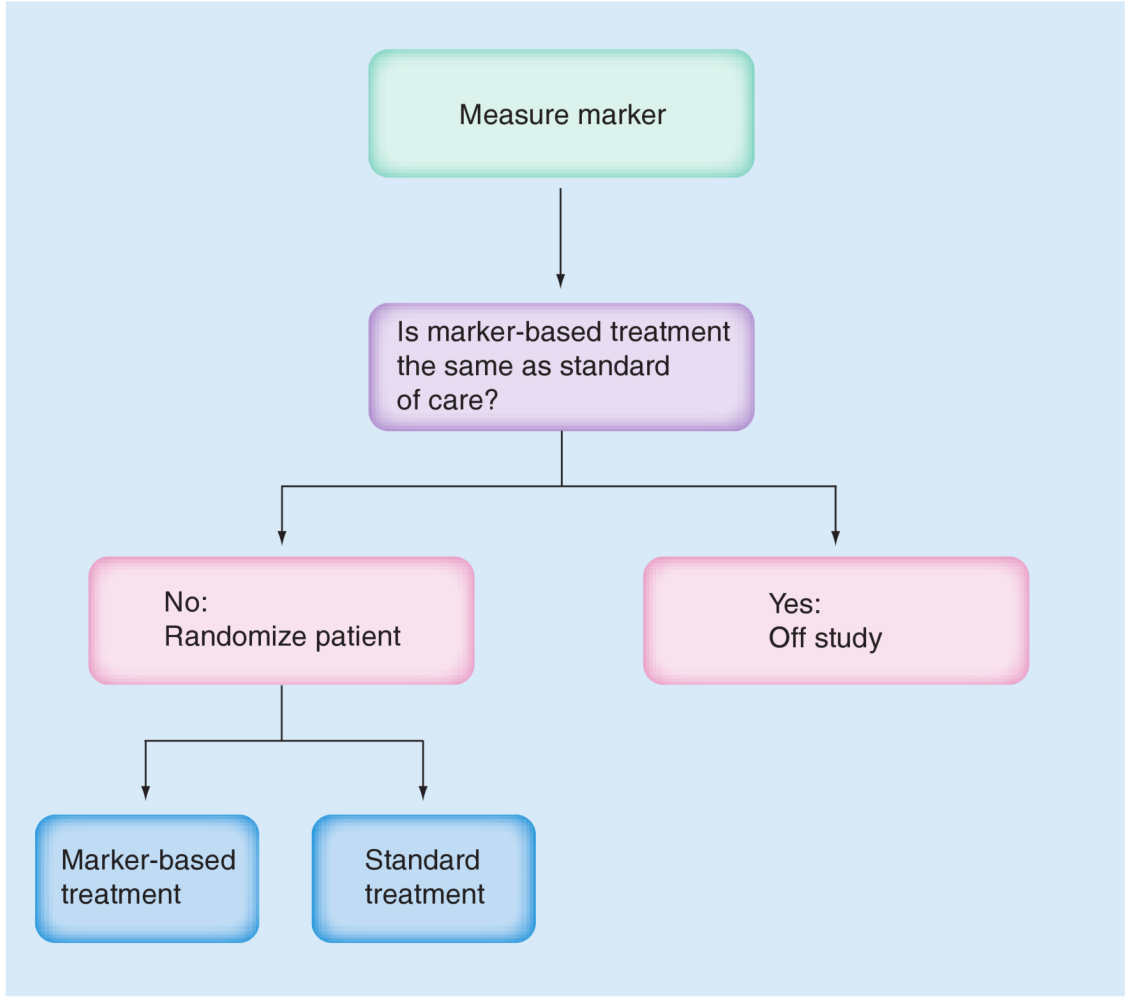 Measure marker
Is marker-based treatment
the same as standard
of care?
No:
Randomize patient
Yes:
Off study
Marker-based
treatment
Standard
treatment